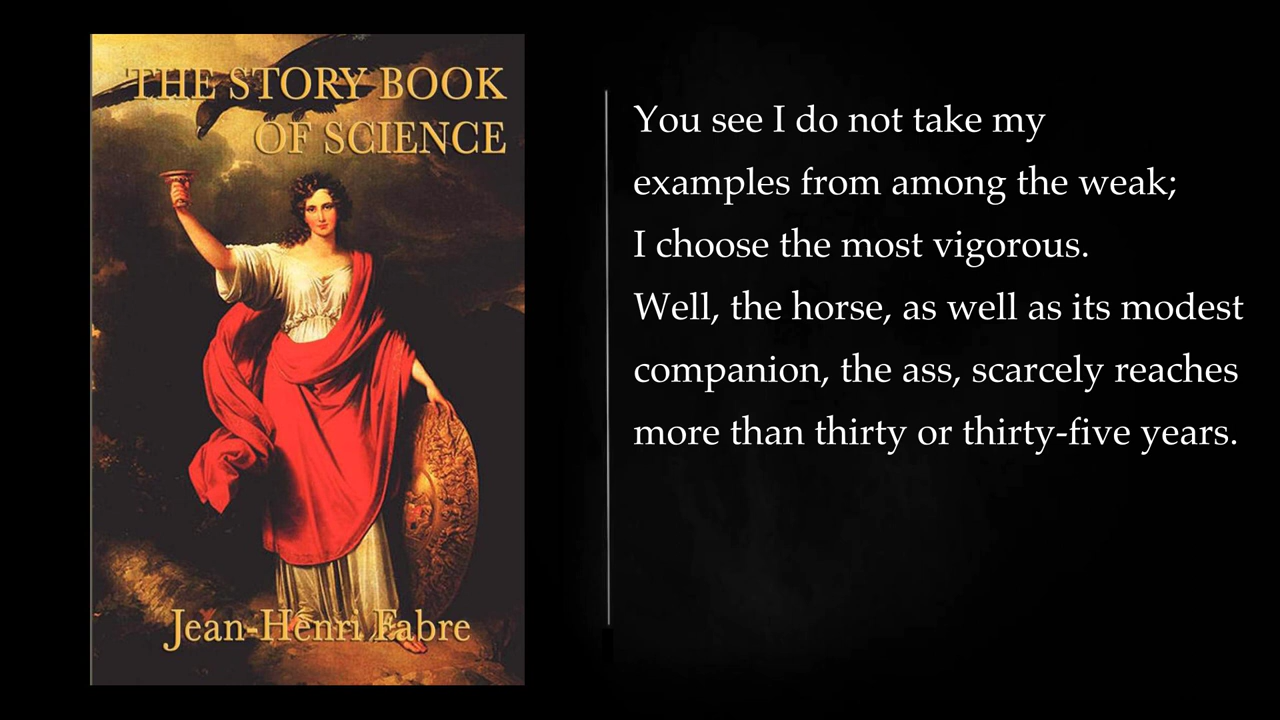 THE STORY BOOK
OF SCIENCE
Jean-Henri Fabre
You see I do not take my
examples from among the weak;
I choose the most vigorous.
Well, the horse, as well as its modest
companion, the ass, scarcely reaches
more than thirty or thirty-five years.